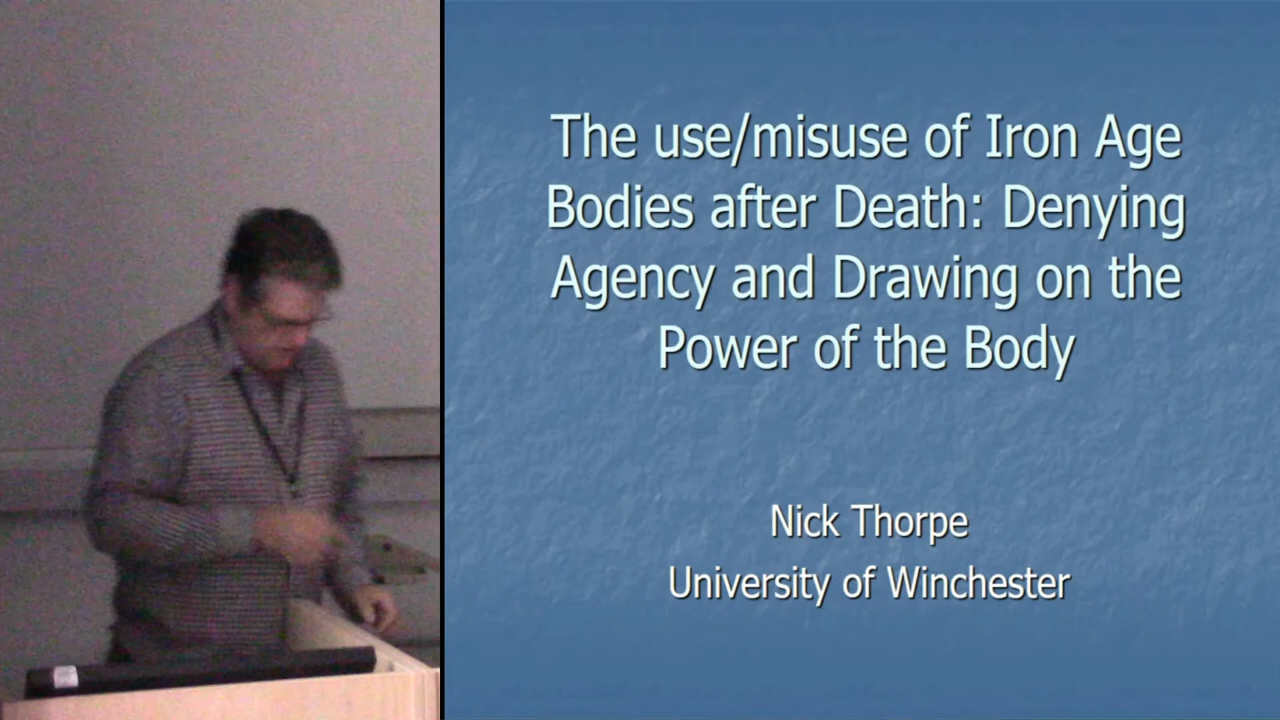 The use/misuse of Iron Age
Bodies after Death: Denying
Agency and Drawing on the
Power of the Body
Nick Thorpe
University of Winchester